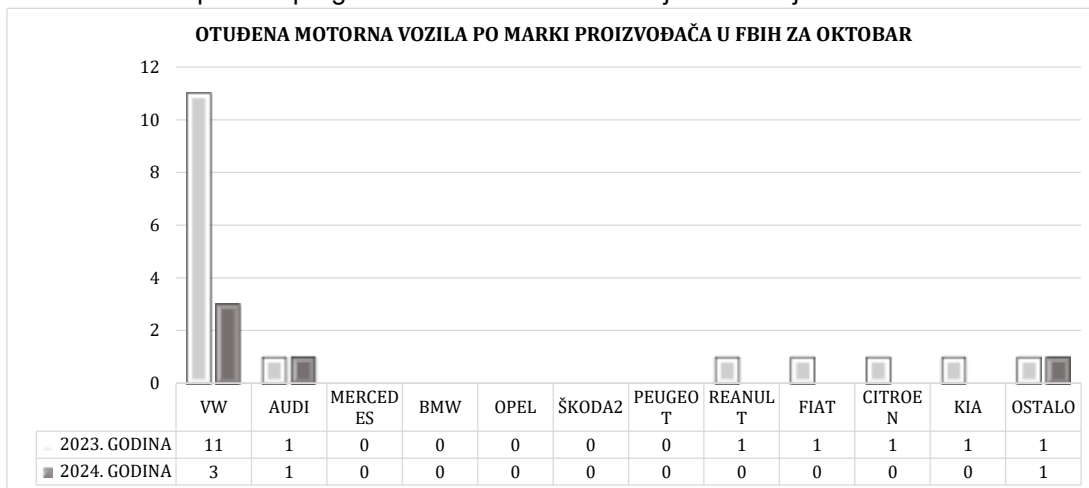 OTUĐENA MOTORNA VOZILA PO MARKI PROIZVOĐAČA U FBIH ZA OKTOBAR
12
10
8
6
4
2
0
VW AUDI MERCED ES BMW OPEL ŠKODA2 PEUGEO T REANUL T FIAT CITROE N KIA OSTALO
2023. GODINA 11 1 0 0 0 0 0 1 1 1 1 1
2024. GODINA 3 1 0 0 0 0 0 0 0 0 0 1